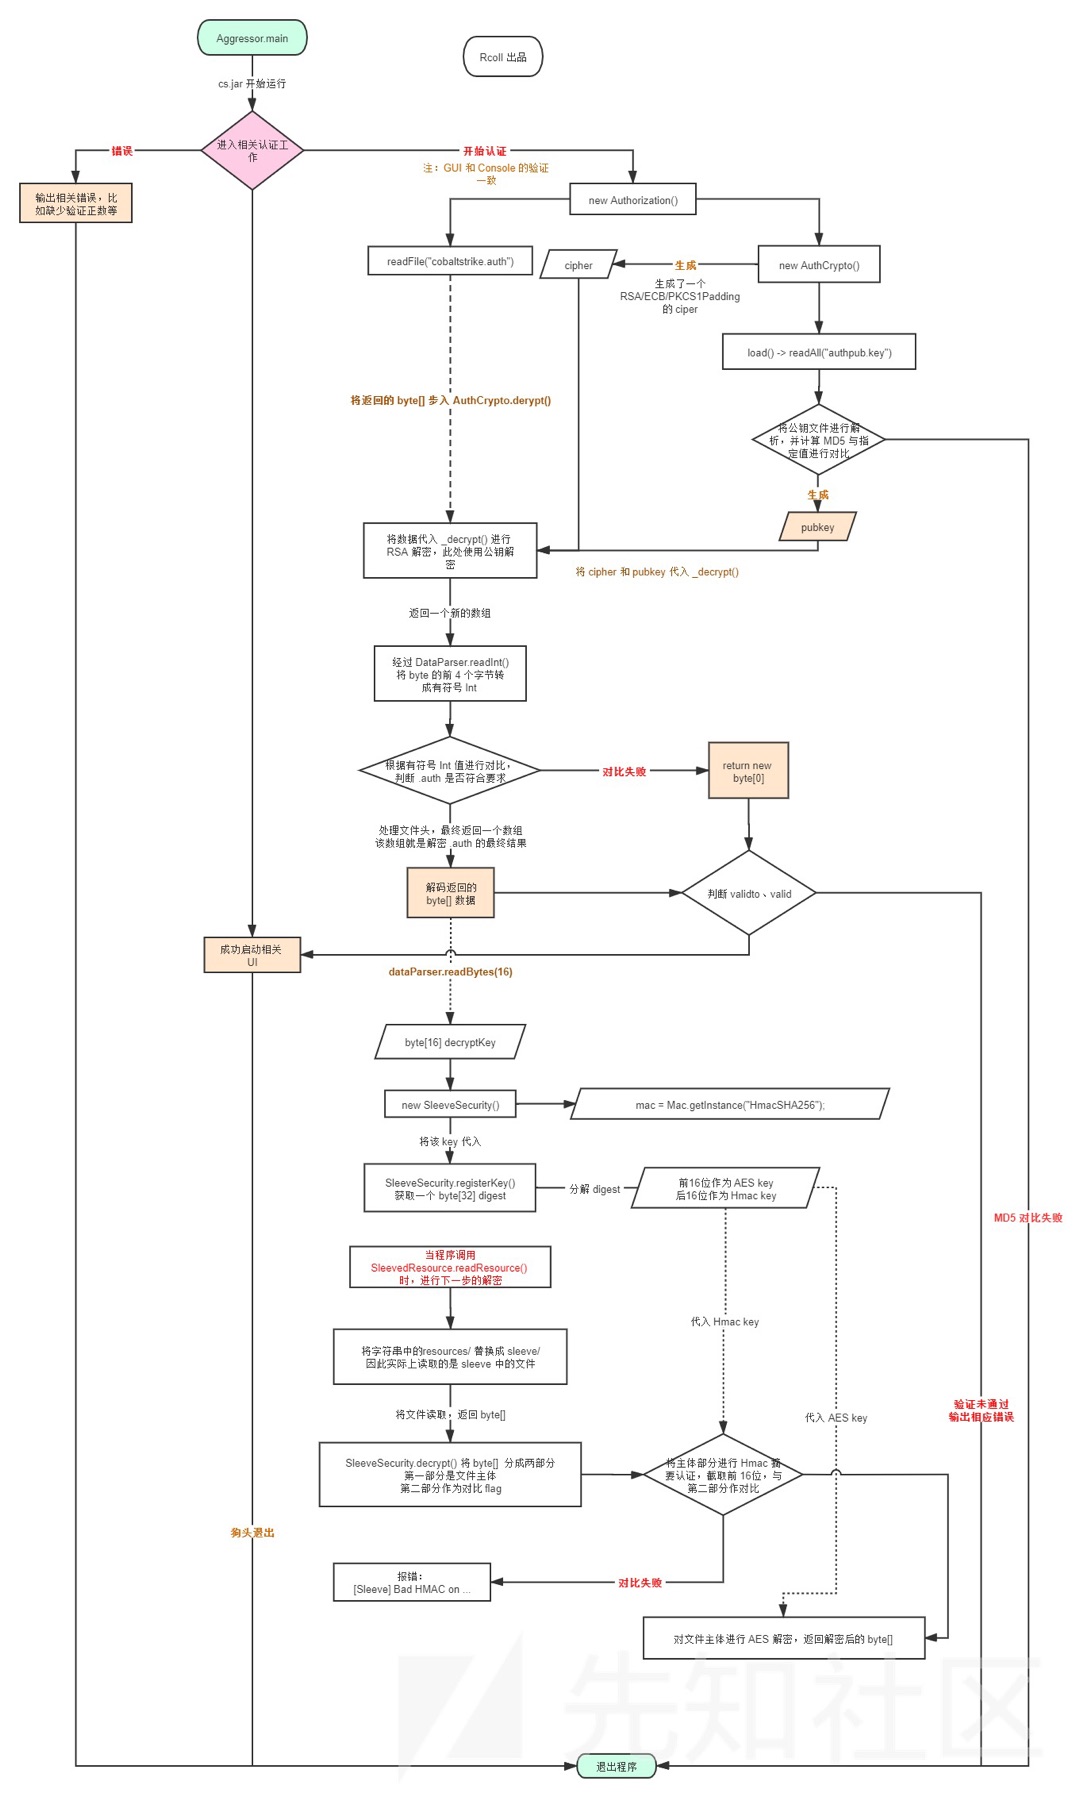 Aggressor.main
Rcoll 出品
cs.jar 开始运行
进入相关认证工
作
错误
开始认证
注：GUI 和 Console 的验证
一致
输出相关错误，比
如缺少验证正数等
new Authorization()
readFile("cobaltstrike.auth")
cipher
生成
new AuthCrypto()
生成了一个
RSA/ECB/PKCS1Padding
的 ciper
load() -> readAll("authpub.key")
将返回的 byte[] 步入 AuthCrypto.derypt()
将公钥文件进行解
析，并计算 MD5 与指
定值进行对比
生成
pubkey
将数据代入 _decrypt() 进行
RSA 解密，此处使用公钥解
密
将 cipher 和 pubkey 代入 _decrypt()
返回一个新的数组
经过 DataParser.readInt()
将 byte 的前 4 个字节转
成有符号 Int
根据有符号 Int 值进行对比，
判断 .auth 是否符合要求
对比失败
return new
byte[0]
处理文件头，最终返回一个数组
该数组就是解密 .auth 的最终结果
解码返回的
byte[] 数据
判断 validto、valid
成功启动相关
UI
dataParser.readBytes(16)
byte[16] decryptKey
new SleeveSecurity()
mac = Mac.getInstance("HmacSHA256");
将该 key 代入
SleeveSecurity.registerKey()
获取一个 byte[32] digest
分解 digest
前16位作为 AES key
后16位作为 Hmac key
MD5 对比失败
当程序调用
SleevedResource.readResource()
时，进行下一步的解密
代入 Hmac key
将字符串中的resources/ 替换成 sleeve/
因此实际上读取的是 sleeve 中的文件
将文件读取，返回 byte[]
代入 AES key
验证未通过
输出相应错误
SleeveSecurity.decrypt() 将 byte[] 分成两部分
第一部分是文件主体
第二部分作为对比 flag
将主体部分进行 Hmac 摘
要认证，截取前 16位，与
第二部分作对比
狗头退出
报错：
[Sleeve] Bad HMAC on ...
对比失败
对文件主体进行 AES 解密，返回解密后的 byte[]
先知社区
退出程序